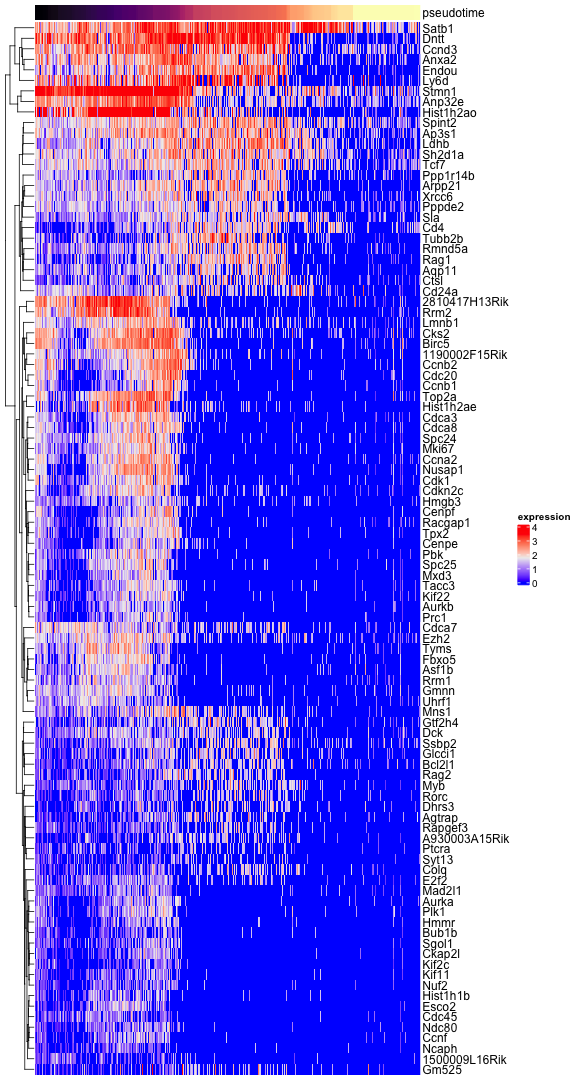 pseudotime
Satb1
Dntt
Ccnd3
Anxa2
Endou
Ly6d
Stmn1
Anp32e
Hist1h2ao
Spint2
Ap3s1
Ldhb
Sh2d1a
Tcf7
Ppp1r14b
Arpp21
Xrcc6
Pppde2
Sla
Cd4
Tubb2b
Rmnd5a
Rag1
Aqp11
Ctsl
Cd24a
2810417H13Rik
Rrm2
Lmnb1
Cks2
Birc5
1190002F15Rik
Ccnb2
Cdc20
Ccnb1
Top2a
Hist1h2ae
Cdca3
Cdca8
Spc24
Mki67
Ccna2
Nusap1
Cdk1
Cdkn2c
Hmgb3
Cenpf
Racgap1
Tpx2
Cenpe
Pbk
Spc25
Mxd3
Tacc3
Kif22
Aurkb
Prc1
Cdca7
Ezh2
Tyms
Fbxo5
Asf1b
Rrm1
Gmnn
Uhrf1
Mns1
Gtf2h4
Dck
Ssbp2
Glcci1
Bcl2l1
Rag2
Myb
Rorc
Dhrs3
Agtrap
Rapgef3
A930003A15Rik
Ptcra
Syt13
Colq
E2f2
Mad2l1
Aurka
Plk1
Hmmr
Bub1b
Sgol1
Ckap2l
Kif2c
Kif11
Nuf2
Hist1h1b
Esco2
Cdc45
Ndc80
Ccnf
Ncaph
1500009L16Rik
Gm525
expression
4
3
2
1
0